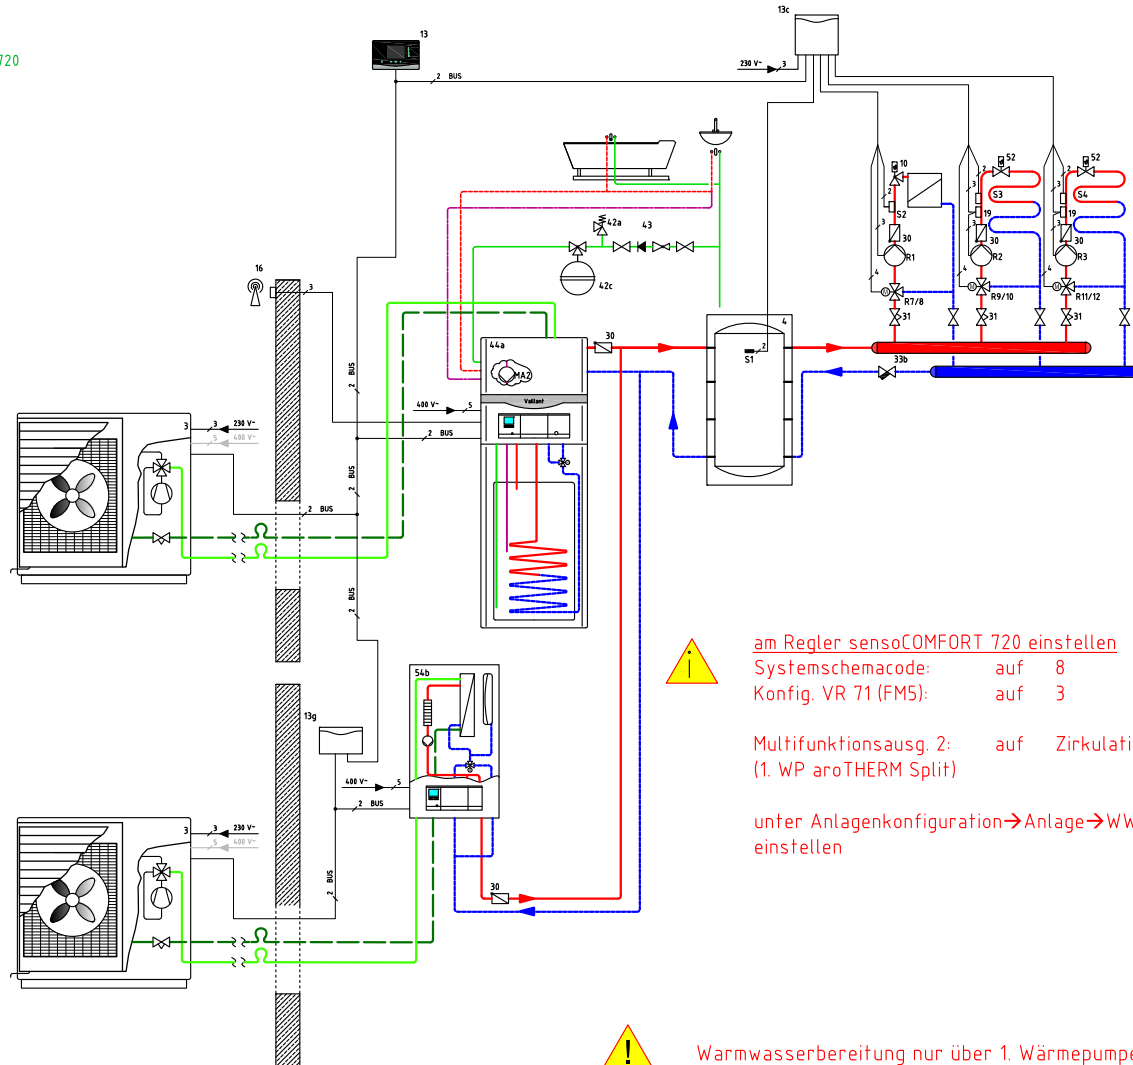 13c
13
720
230 V~ 3
2 BUS
10
52
52
2
2
2
3
3
S3
S4
S2
19
19
3
3
3
30
30
30
R1
R2
R3
4
4
4
M
M
M
R7/8
R9/10
R11/12
31
31
31
42a
43
42c
16
3
44a
30
4
2
S1
33b
MA2
Vaillant
2 BUS
400 V~ 5
2 BUS
3
3 230 V~
5 400 V~
2 BUS
2 BUS
2 BUS
am Regler sensoCOMFORT 720 einstellen
Systemschemacode: auf 8
Konfig. VR 71 (FM5): auf 3
Multifunktionsausg. 2: auf Zirkulati
(1. WP aroTHERM Split)
unter Anlagenkonfiguration→Anlage→WW
einstellen
54b
13g
400 V~ 5
2 BUS
3
3 230 V~
5 400 V~
2 BUS
30
Warmwasserbereitung nur über 1. Wärmepumpe